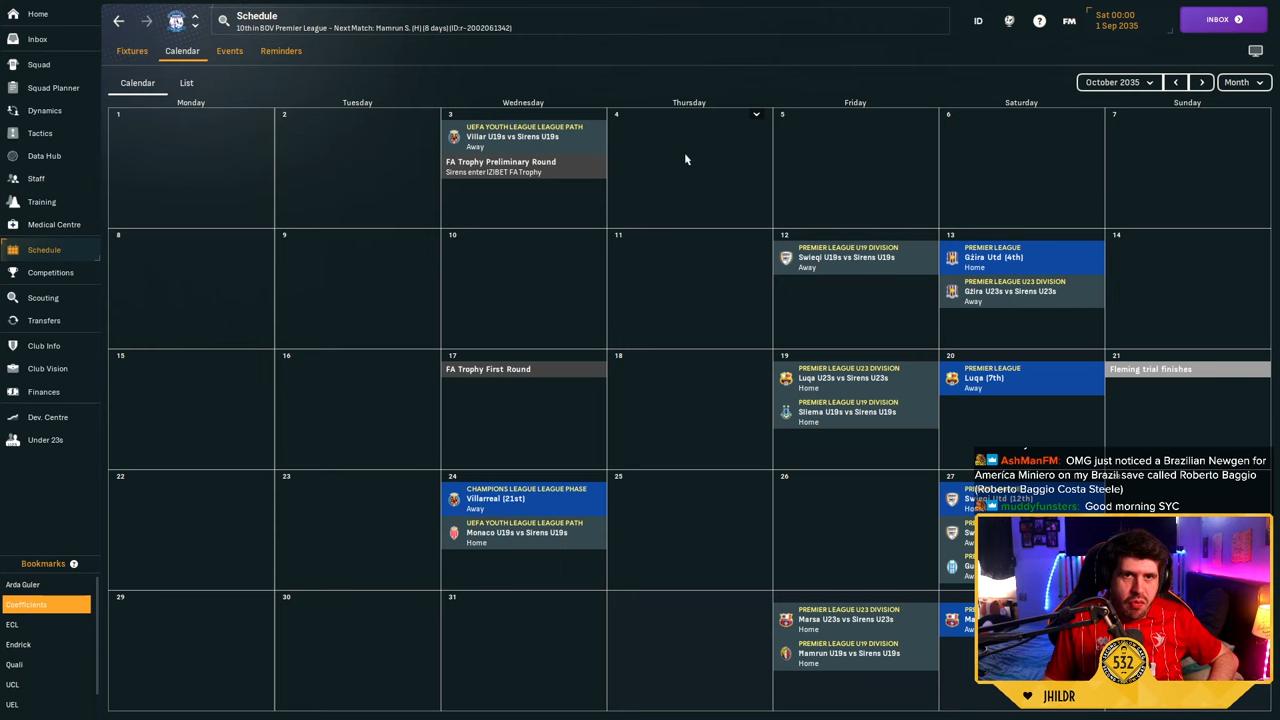 Home
Inbox
Squad
Squad Planner
Dynamics
Tactics
Data Hub
Staff
Training
Medical Centre
Schedule
Competitions
Scouting
Transfers
Club Info
Club Vision
Finances
Dev. Centre
Under 23s
Bookmarks ?
Arda Guler
Coefficients
ECL
Endrick
Quali
UCL
UEL
Schedule
10th in BOV Premier League - Next Match: Mamrun S. (H) (8 days) (ID:r-2002061342)
ID
?
FM
Sat 00:00
1 Sep 2035
INBOX
Fixtures
Calendar
Events
Reminders
Calendar
List
October 2035
Month
Monday
Tuesday
Wednesday
Thursday
Friday
Saturday
Sunday
1
2
3
UEFA YOUTH LEAGUE LEAGUE PATH
Villar U19s vs Sirens U19s
Away
FA Trophy Preliminary Round
Sirens enter IZIBET FA Trophy
4
5
6
7
8
9
10
11
12
PREMIER LEAGUE U19 DIVISION
Swieqi U19s vs Sirens U19s
Away
13
PREMIER LEAGUE
Gżira Utd (4th)
Home
PREMIER LEAGUE U23 DIVISION
Gżira U23s vs Sirens U23s
Away
14
15
16
17
FA Trophy First Round
18
19
PREMIER LEAGUE U23 DIVISION
Luqa U23s vs Sirens U23s
Home
PREMIER LEAGUE U19 DIVISION
Sliema U19s vs Sirens U19s
Home
20
PREMIER LEAGUE
Luqa (7th)
Away
21
Fleming trial finishes
22
23
24
CHAMPIONS LEAGUE LEAGUE PHASE
Villarreal (21st)
Away
UEFA YOUTH LEAGUE LEAGUE PATH
Monaco U19s vs Sirens U19s
Home
25
26
27
Swieqi Utd (12th)
29
30
31
PREMIER LEAGUE U23 DIVISION
Marsa U23s vs Sirens U23s
Home
PREMIER LEAGUE U19 DIVISION
Mamrun U19s vs Sirens U19s
Home
AshManFM: OMG just noticed a Brazilian Newgen for
América Miniero on my Brazil save called Roberto Baggio
(Roberto Baggio Costa Steele)
muddyfunsters: Good morning SYC
532
JHILDR